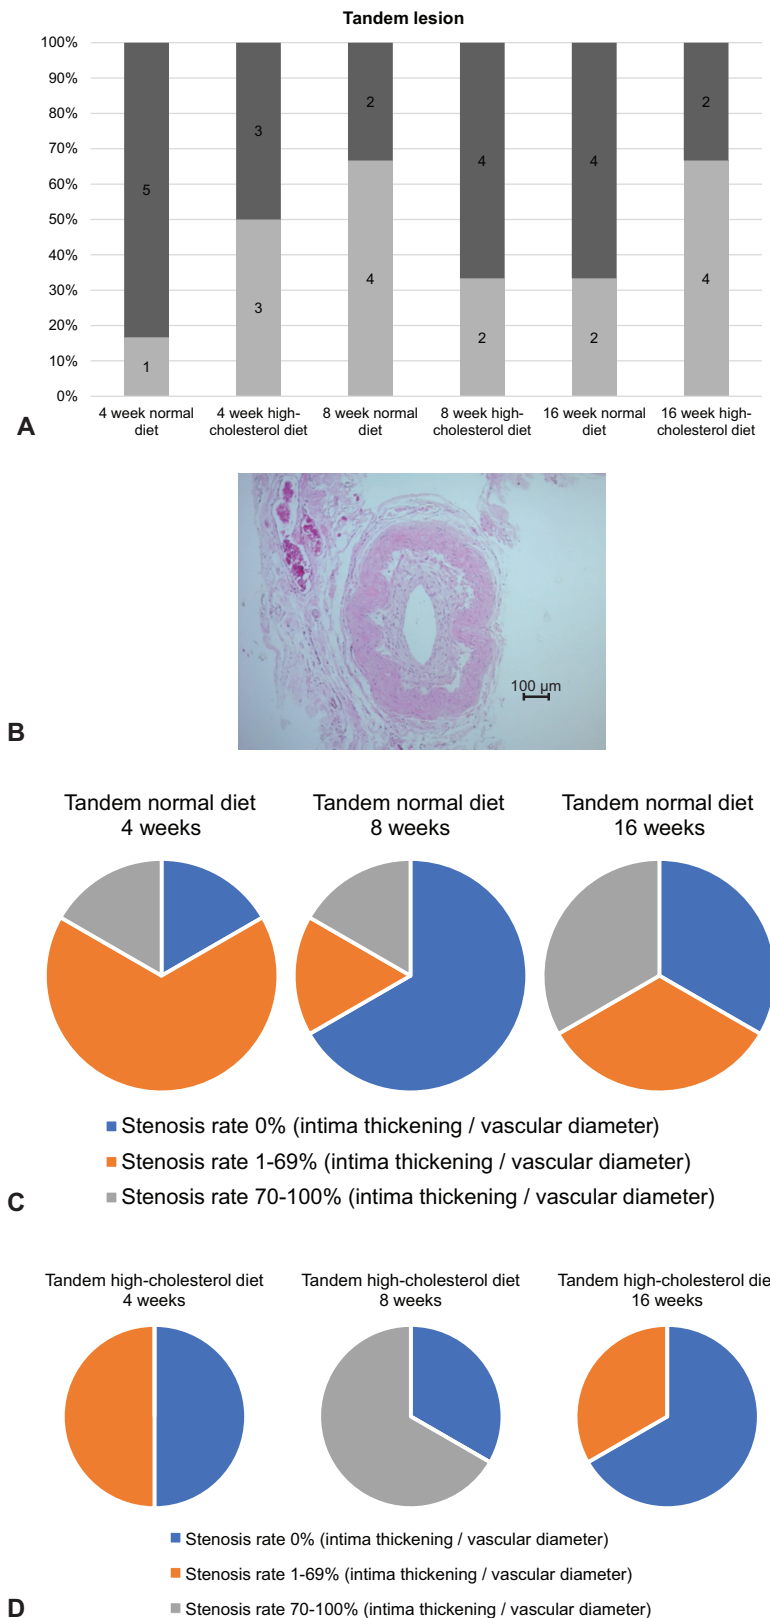 Tandem lesion
100%
90%
80%
70%
60%
50%
40%
30%
20%
10%
0%
5
3
2
4
4
2
1
3
4
2
2
4
4 week normal diet
4 week high-cholesterol diet
8 week normal diet
8 week high-cholesterol diet
16 week normal diet
16 week high-cholesterol diet
A
100 µm
B
Tandem normal diet
4 weeks
Tandem normal diet
8 weeks
Tandem normal diet
16 weeks
Stenosis rate 0% (intima thickening / vascular diameter)
Stenosis rate 1-69% (intima thickening / vascular diameter)
Stenosis rate 70-100% (intima thickening / vascular diameter)
C
Tandem high-cholesterol diet
4 weeks
Tandem high-cholesterol diet
8 weeks
Tandem high-cholesterol die
16 weeks
Stenosis rate 0% (intima thickening / vascular diameter)
Stenosis rate 1-69% (intima thickening / vascular diameter)
Stenosis rate 70-100% (intima thickening / vascular diameter)
D